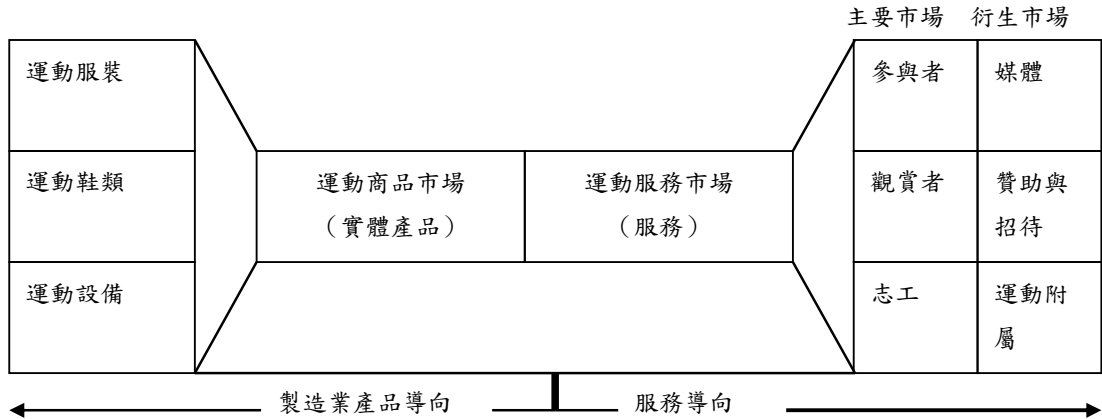 主要市場 衍生市場
運動服裝
參與者
媒體
運動鞋類
運動商品市場
（實體產品）
運動服務市場
（服務）
觀賞者
贊助與
招待
運動設備
志工
運動附
屬
製造業產品導向
服務導向